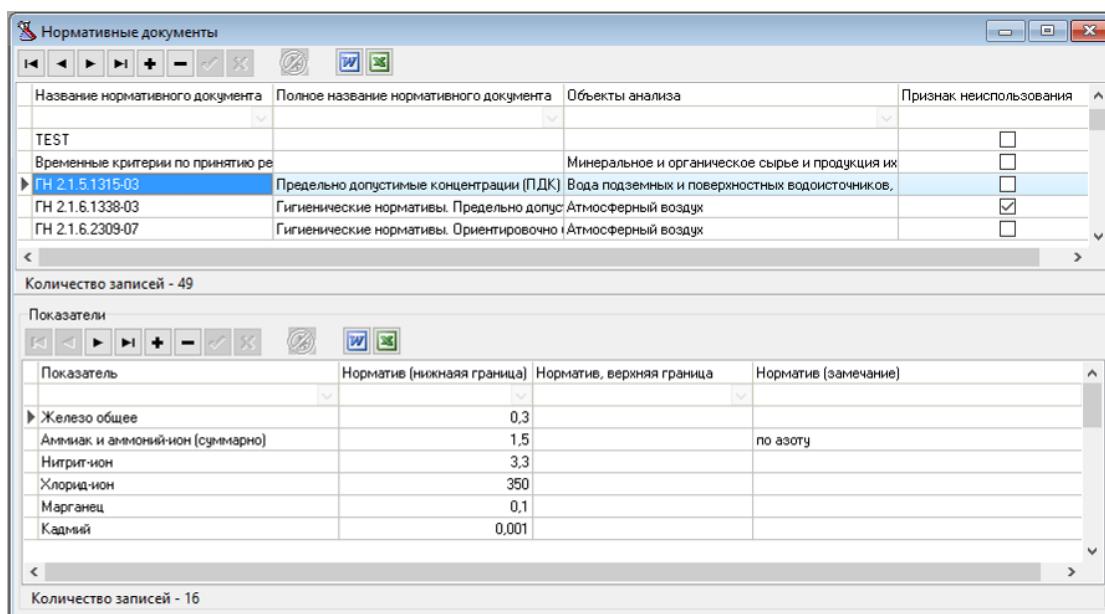 Нормативные документы
Название нормативного документа Полное название нормативного документа Объекты анализа Признак неиспользования
TEST
Временные критерии по принятию ре Минеральное и органическое сырье и продукция их
ГН 2.1.5.1315-03 Предельно допустимые концентрации (ПДК) Вода подземных и поверхностных водоисточников,
ГН 2.1.6.1338-03 Гигиенические нормативы. Предельно допус Атмосферный воздух
ГН 2.1.6.2309-07 Гигиенические нормативы. Ориентировочно Атмосферный воздух
Количество записей - 49
Показатели
Показатель Норматив (нижнаяя граница) Норматив, верхняя граница Норматив (замечание)
Железо общее 0,3
Аммиак и аммоний-ион (суммарно) 1,5 по азоту
Нитрит-ион 3,3
Хлорид-ион 350
Марганец 0,1
Кадмий 0,001
Количество записей - 16